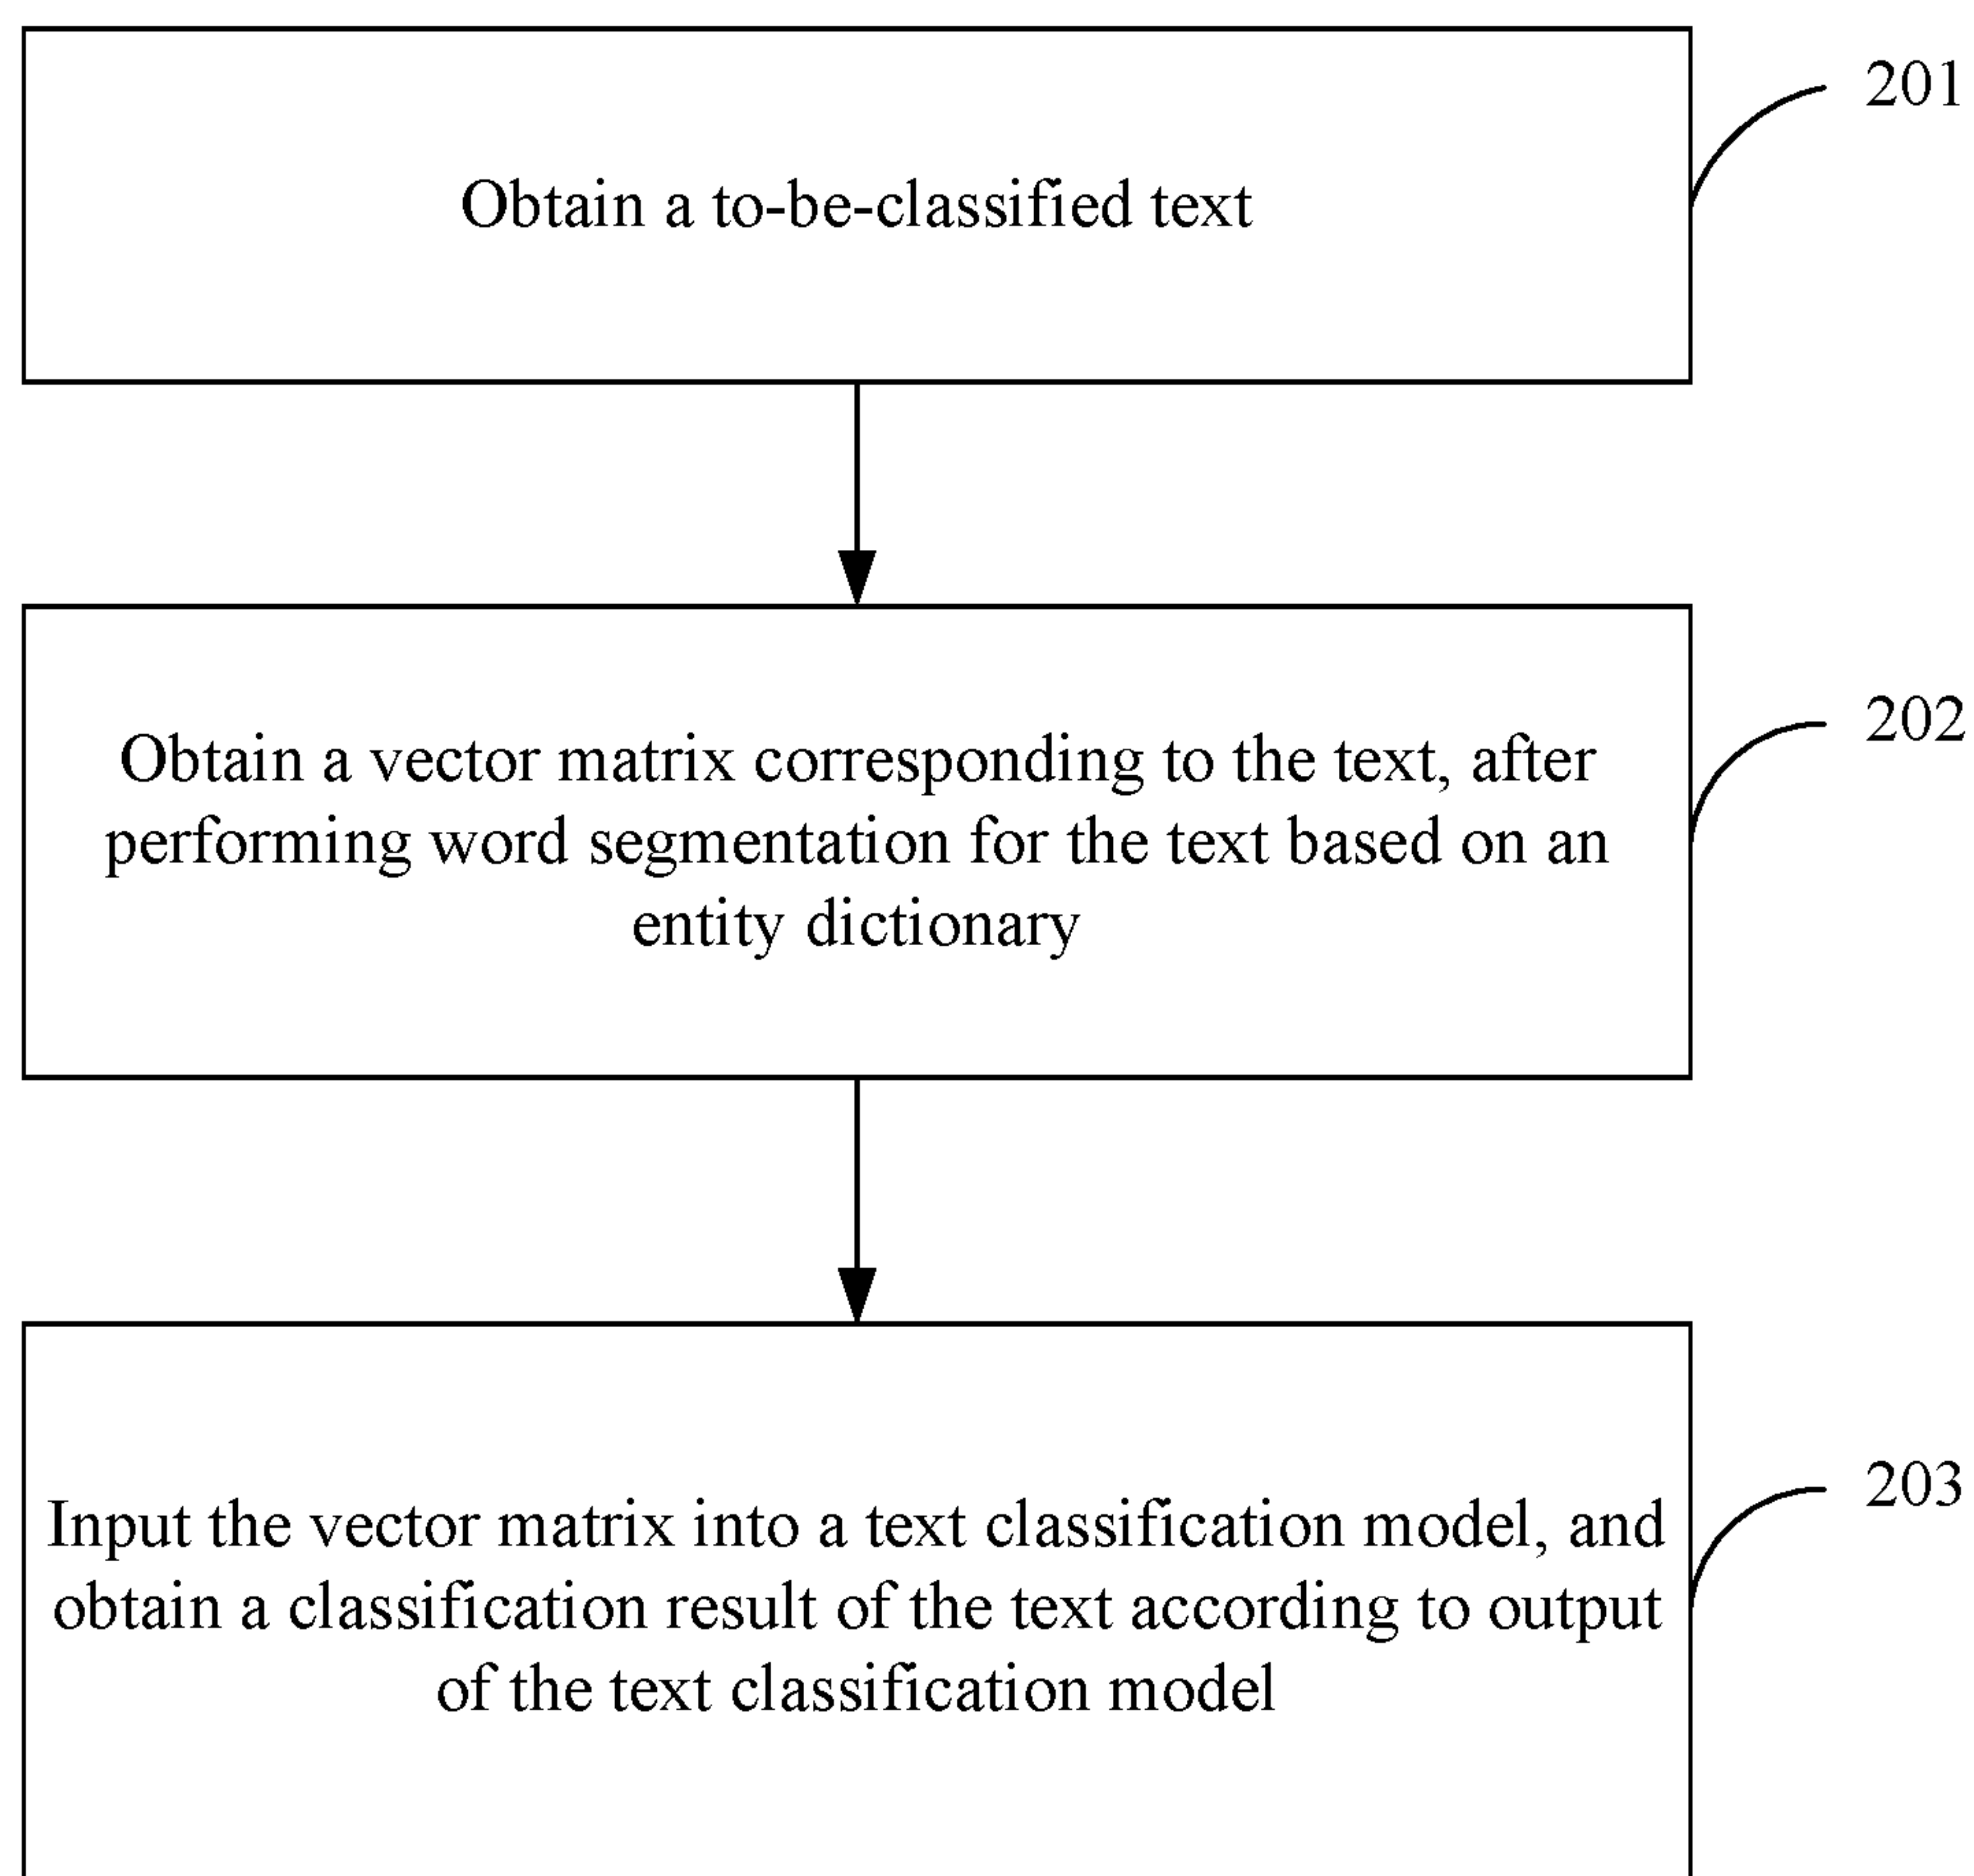 201
Obtain a to-be-classified text
202
Obtain a vector matrix corresponding to the text, after
performing word segmentation for the text based on an
entity dictionary
203
Input the vector matrix into a text classification model, and
obtain a classification result of the text according to output
of the text classification model